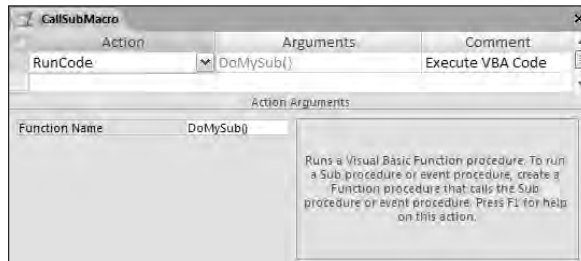 CallSubMacro
Action Arguments Comment
RunCode DoMySub() Execute VBA Code
Action Arguments
Function Name DoMySub()
Runs a Visual Basic Function procedure. To run
a Sub procedure or event procedure, create a
Function procedure that calls the Sub
procedure or event procedure. Press F1 for help
on this action.